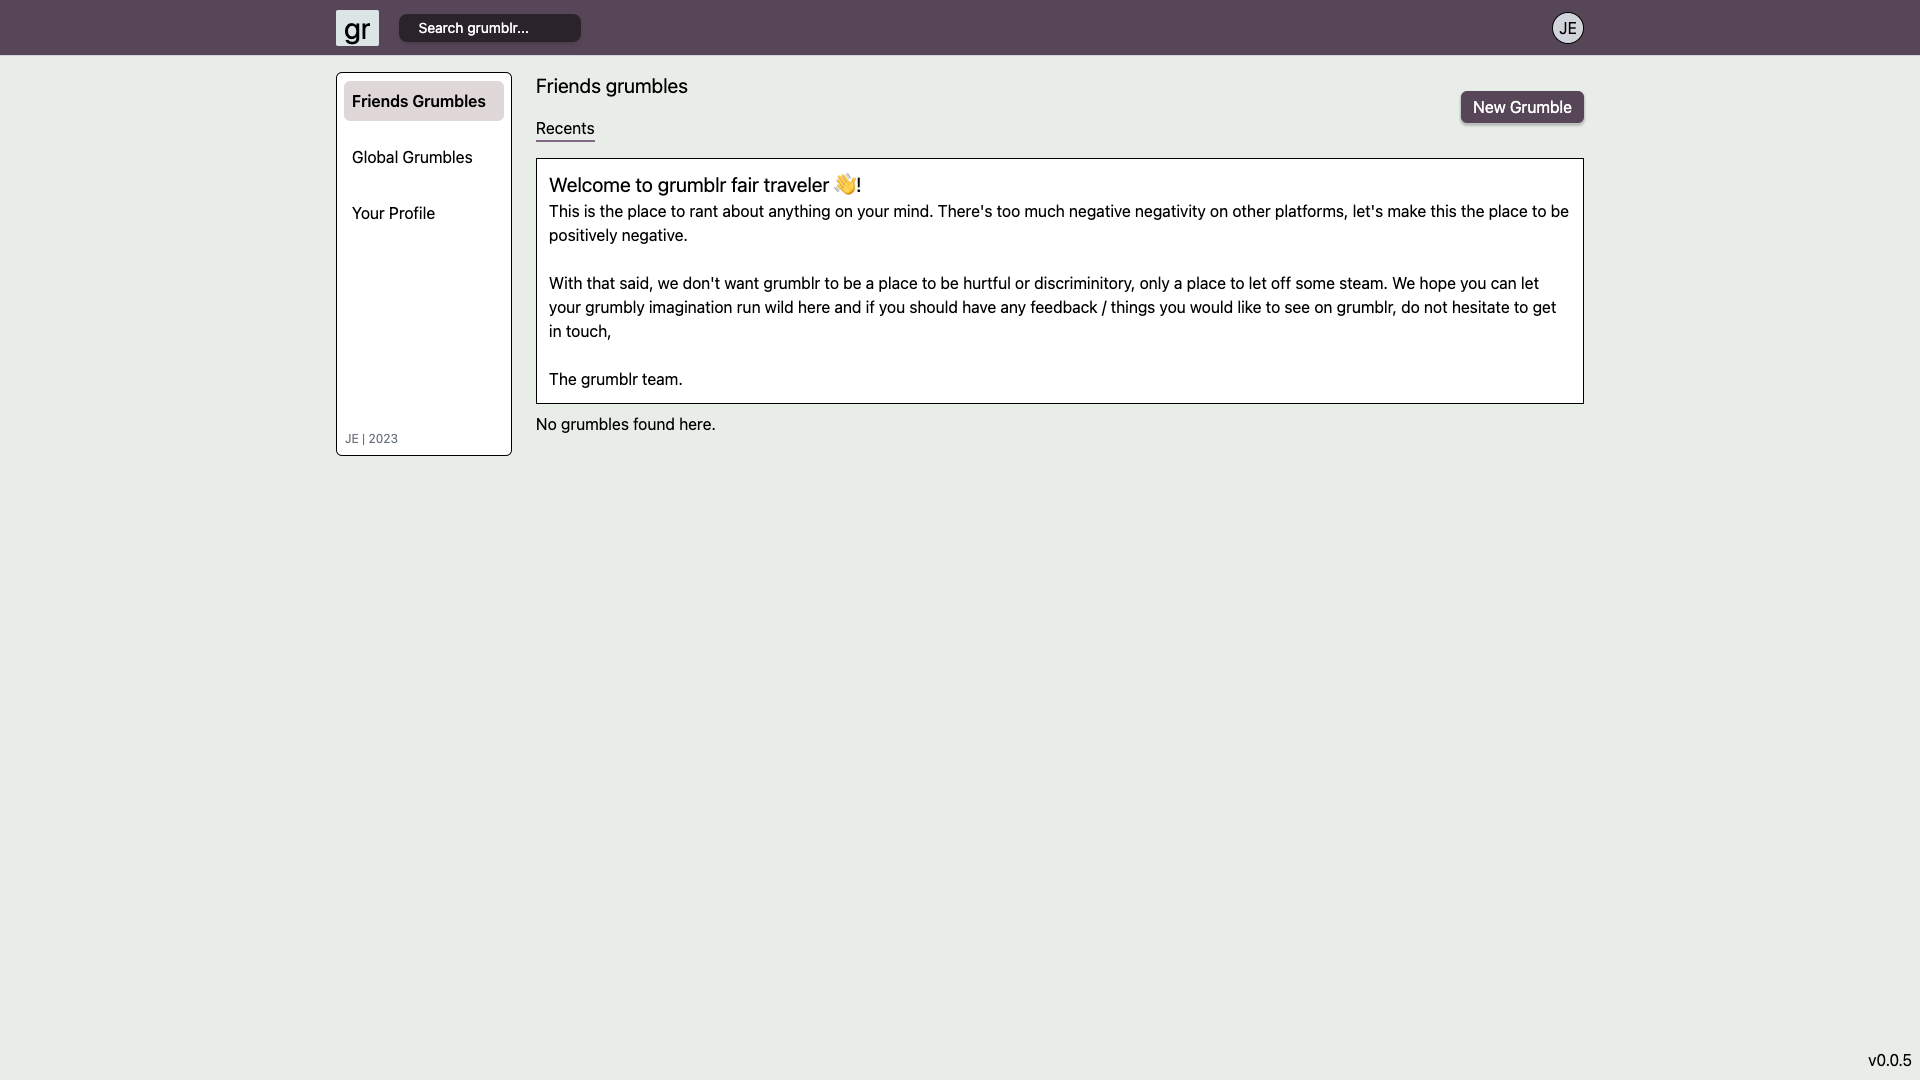 gr
Search grumblr...
JE
Friends Grumbles
Global Grumbles
Your Profile
JE | 2023
Friends grumbles
New Grumble
Recents
Welcome to grumblr fair traveler 👋!
This is the place to rant about anything on your mind. There's too much negative negativity on other platforms, let's make this the place to be
positively negative.
With that said, we don't want grumblr to be a place to be hurtful or discriminitory, only a place to let off some steam. We hope you can let
your grumbly imagination run wild here and if you should have any feedback / things you would like to see on grumblr, do not hesitate to get
in touch,
The grumblr team.
No grumbles found here.
v0.0.5